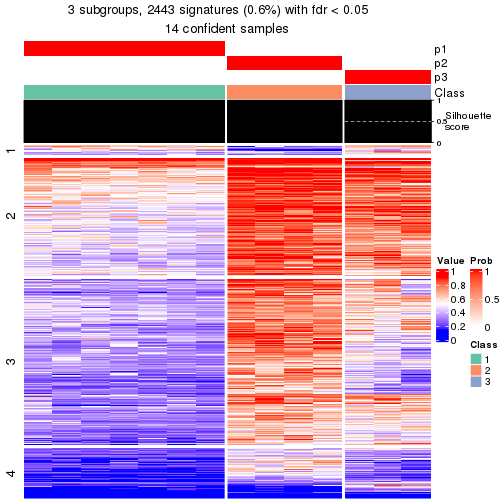 3 subgroups, 2443 signatures (0.6%) with fdr < 0.05
14 confident samples
p1
p2
p3
Class
1
0.5
0
Silhouette
score
1
2
3
4
Value
1
0.8
0.6
0.4
0.2
0
Prob
1
0.5
0
Class
1
2
3